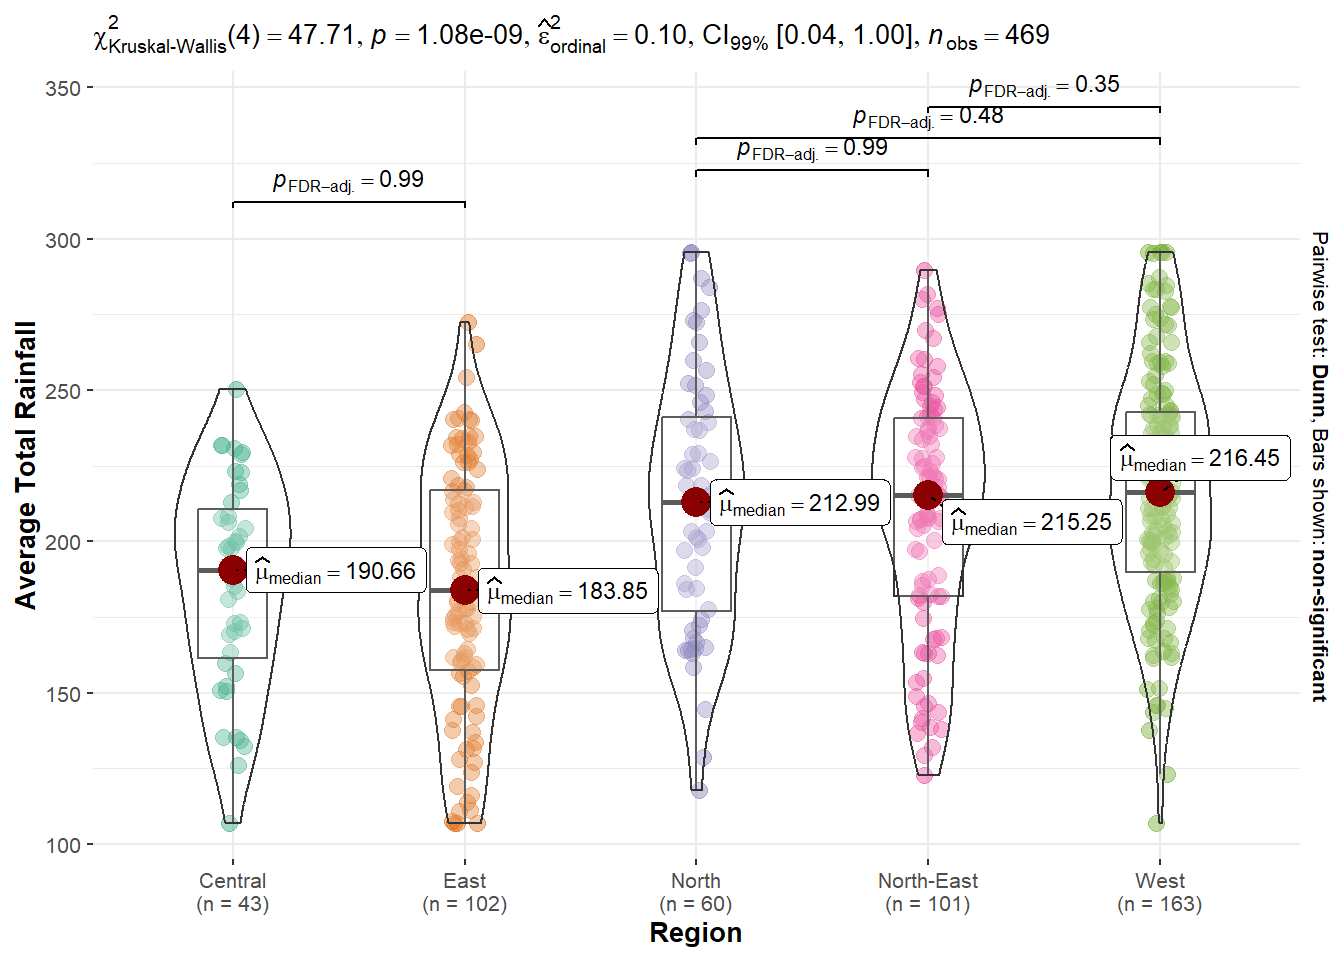 χ²Kruskal-Wallis(4) = 47.71, p = 1.08e-09, ε̂²ordinal = 0.10, CI99% [0.04, 1.00], nobs = 469
350
300
250
200
150
100
Average Total Rainfall
pFDR−adj. = 0.35
pFDR−adj. = 0.48
pFDR−adj. = 0.99
pFDR−adj. = 0.99
μ̂median = 190.66
μ̂median = 183.85
μ̂median = 212.99
μ̂median = 215.25
μ̂median = 216.45
Pairwise test: Dunn, Bars shown: non-significant
Central
(n = 43)
East
(n = 102)
North
(n = 60)
North-East
(n = 101)
West
(n = 163)
Region